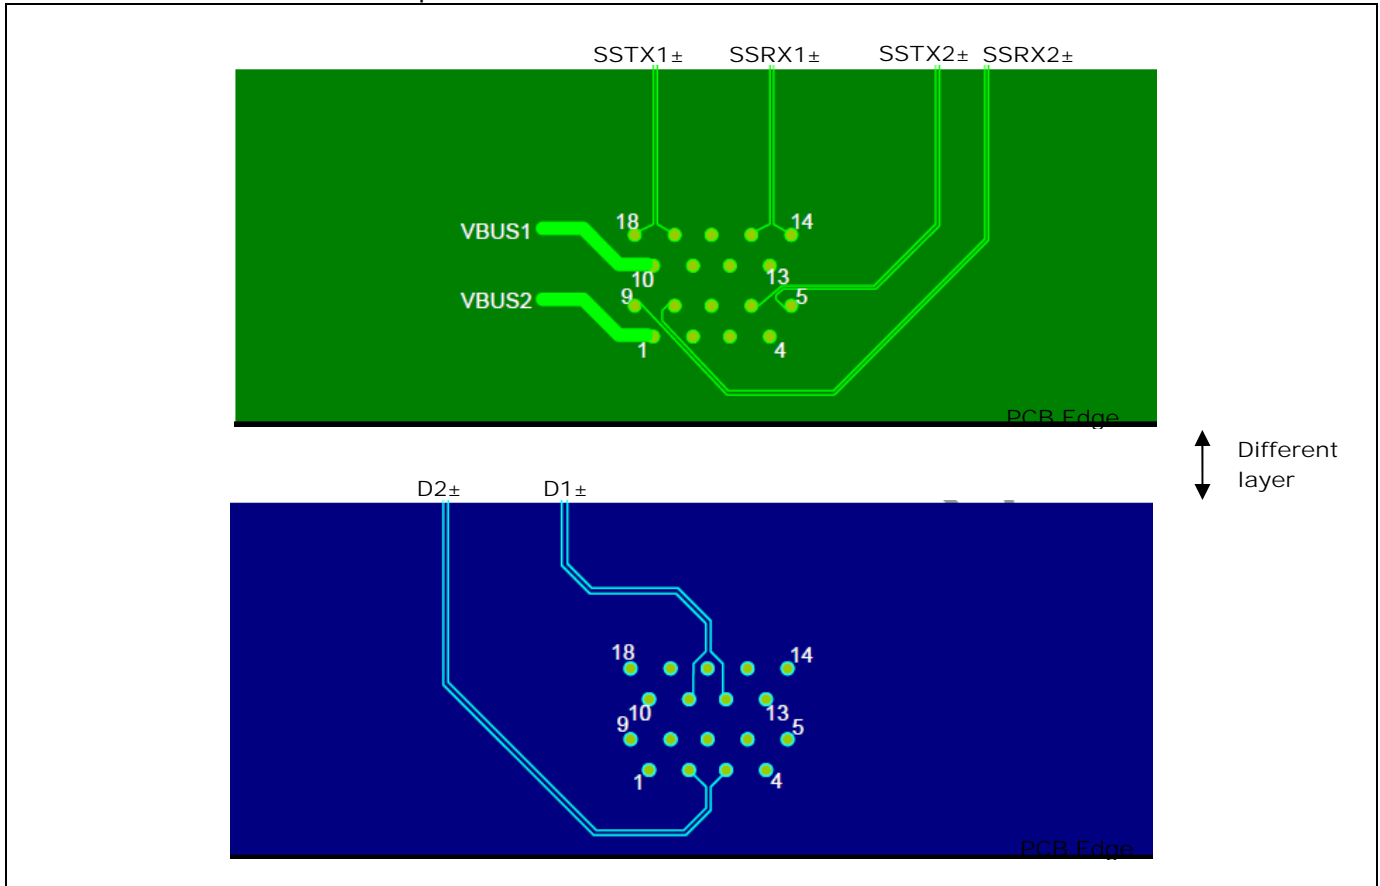 SSTX1± SSRX1± SSTX2± SSRX2±
18 14
VBUS1
10 13
9 5
VBUS2
1 4
PCB Edge
Different
layer
D2± D1±
18 14
10 13
9 5
1 4
PCB Edge